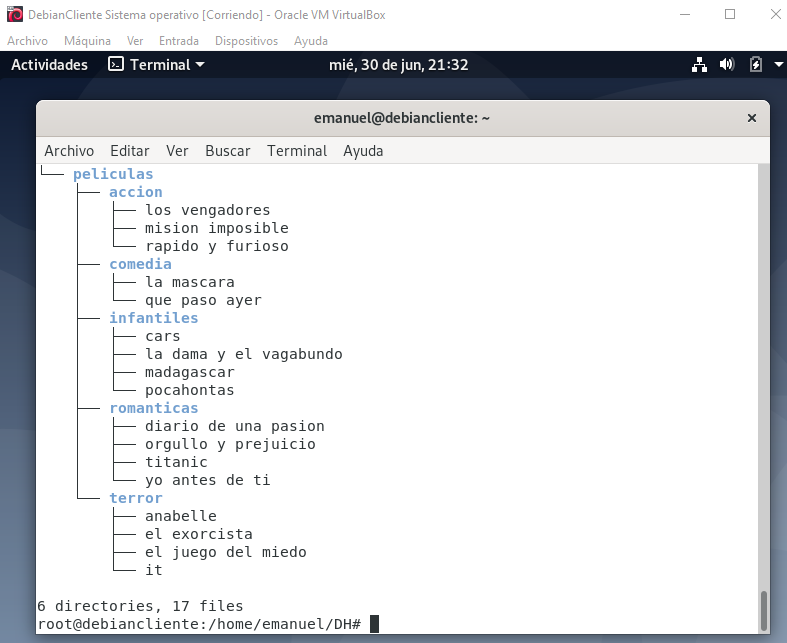 DebianCliente Sistema operativo [Corriendo] - Oracle VM VirtualBox
Archivo Máquina Ver Entrada Dispositivos Ayuda
Actividades Terminal mié, 30 de jun, 21:32
emanuel@debiancliente: ~
Archivo Editar Ver Buscar Terminal Ayuda
└── peliculas
    ├── accion
    │   ├── los vengadores
    │   ├── mision imposible
    │   └── rapido y furioso
    ├── comedia
    │   ├── la mascara
    │   └── que paso ayer
    ├── infantiles
    │   ├── cars
    │   ├── la dama y el vagabundo
    │   ├── madagascar
    │   └── pocahontas
    ├── romanticas
    │   ├── diario de una pasion
    │   ├── orgullo y prejuicio
    │   ├── titanic
    │   └── yo antes de ti
    └── terror
        ├── anabelle
        ├── el exorcista
        ├── el juego del miedo
        └── it
6 directories, 17 files
root@debiancliente:/home/emanuel/DH#